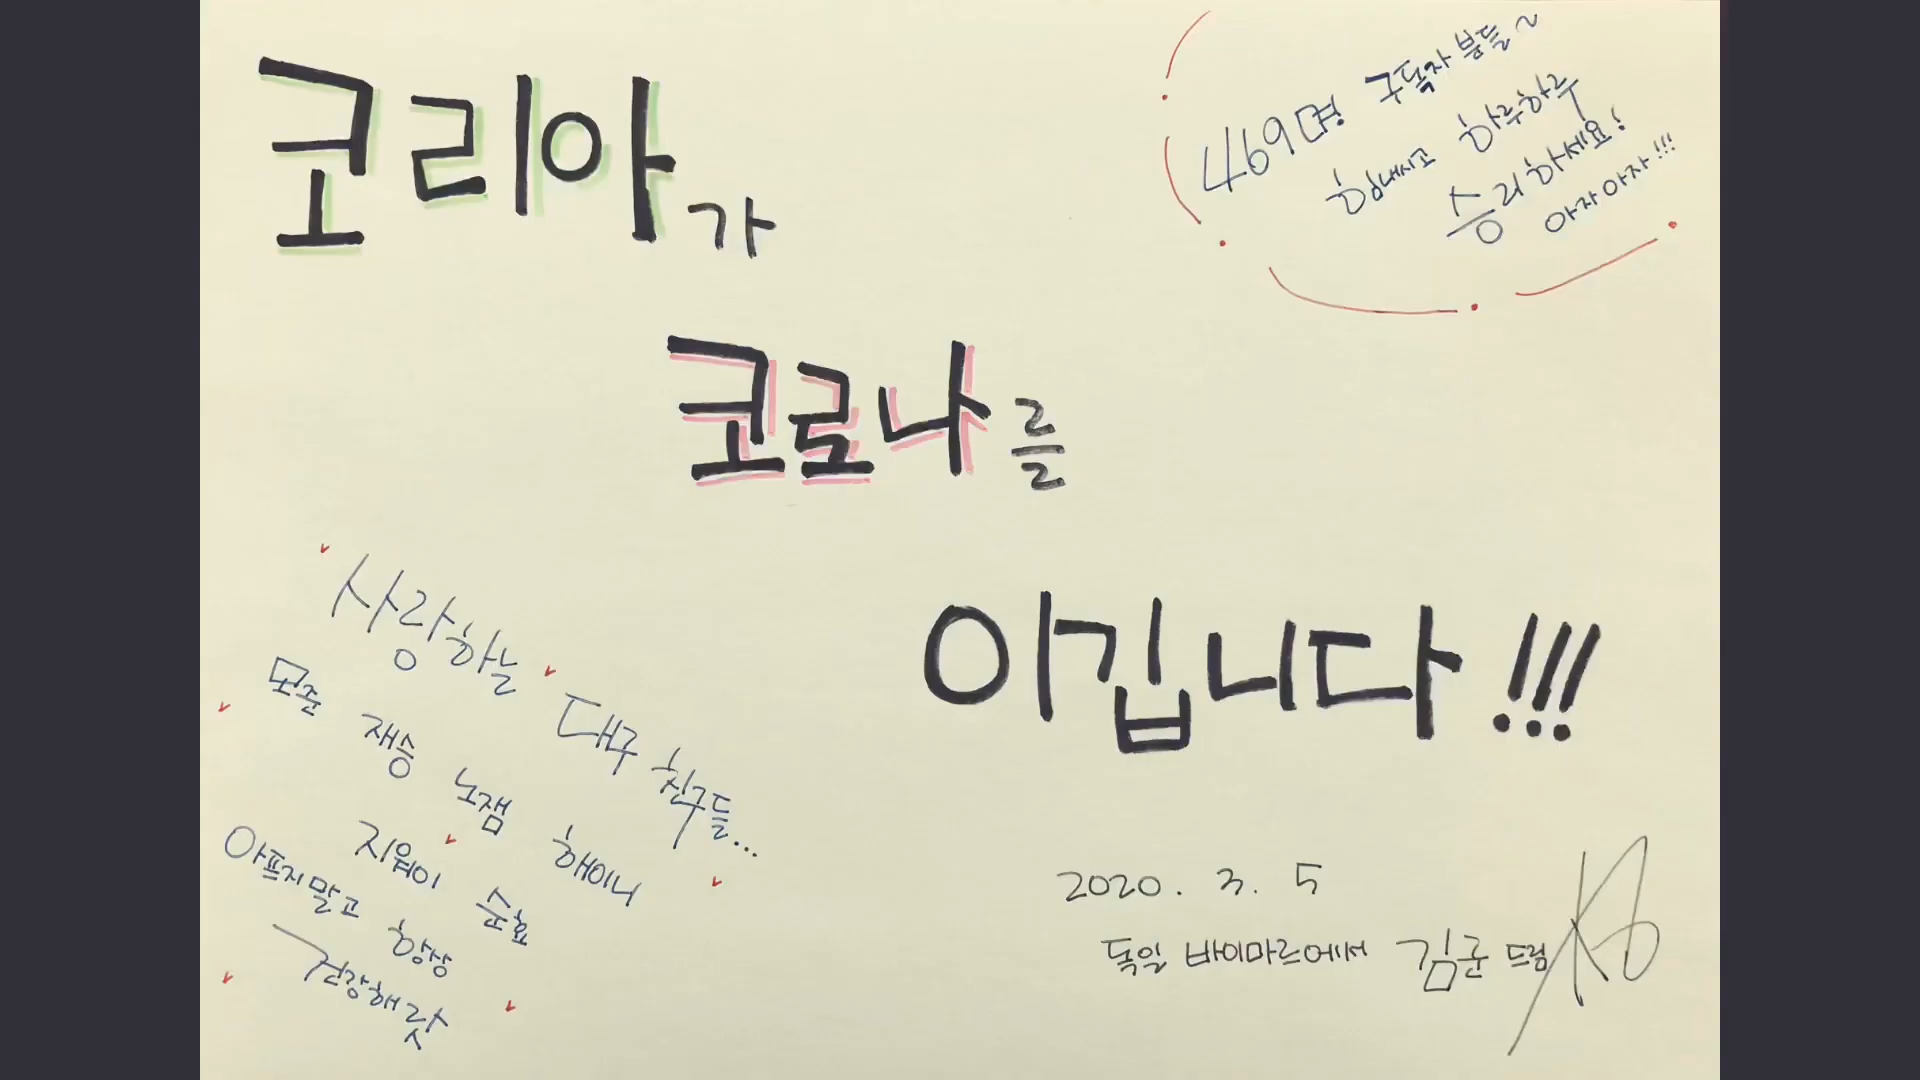 코리아가
469명 구독자 분들~
힘내시고 하루하루
승리하세요!
아자아자!!!
코로나를
이깁니다!!!
사랑하는 대구 친구들...
모준 재승 노잼 해이니
지원이 순효
아프지말고 항상
건강해랏
2020. 3. 5
독일 바이마르에서 김준 드림